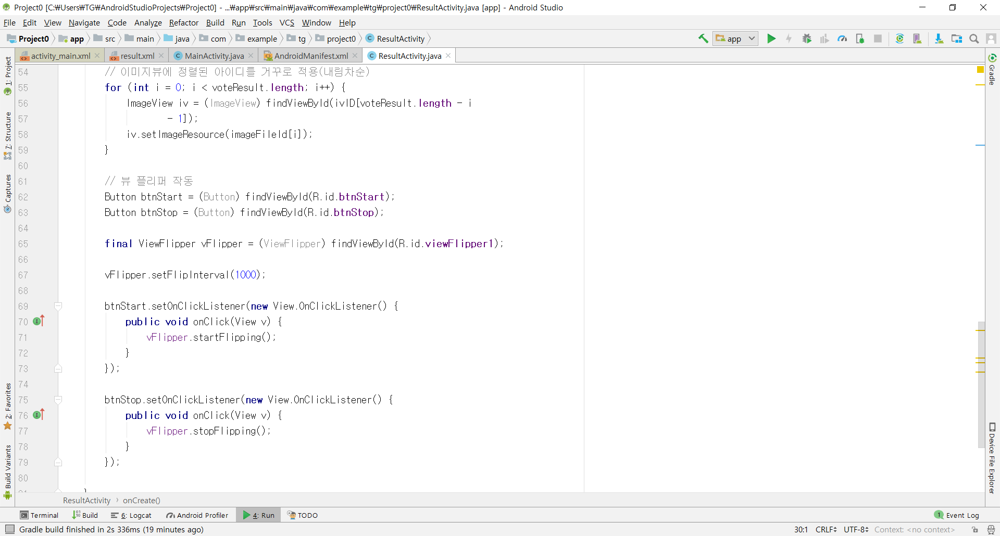 Project0 [C:₩Users₩TG₩AndroidStudioProjects₩Project0] - ...₩app₩src₩main₩java₩com₩example₩tg₩project0₩ResultActivity.java [app] - Android Studio
File Edit View Navigate Code Analyze Refactor Build Run Tools VCS Window Help
Project0 app src main java com example tg project0 ResultActivity app
activity_main.xml result.xml MainActivity.java AndroidManifest.xml ResultActivity.java
1: Project
7: Structure
Captures
2: Favorites
Build Variants
54 // 이미지뷰에 정렬된 아이디를 거꾸로 적용(내림차순)
55 for (int i = 0; i < voteResult.length; i++) {
56 ImageView iv = (ImageView) findViewById(ivID[voteResult.length - i
57 - 1]);
58 iv.setImageResource(imageFileId[i]);
59 }
60
61 // 뷰 플리퍼 작동
62 Button btnStart = (Button) findViewById(R.id.btnStart);
63 Button btnStop = (Button) findViewById(R.id.btnStop);
64
65 final ViewFlipper vFlipper = (ViewFlipper) findViewById(R.id.viewFlipper1);
66
67 vFlipper.setFlipInterval(1000);
68
69 btnStart.setOnClickListener(new View.OnClickListener() {
70 public void onClick(View v) {
71 vFlipper.startFlipping();
72 }
73 });
74
75 btnStop.setOnClickListener(new View.OnClickListener() {
76 public void onClick(View v) {
77 vFlipper.stopFlipping();
78 }
79 });
80
Gradle
Device File Explorer
ResultActivity › onCreate()
Terminal Build 6: Logcat Android Profiler 4: Run TODO 1 Event Log
Gradle build finished in 2s 336ms (19 minutes ago) 30:1 CRLF UTF-8 Context: <no context>